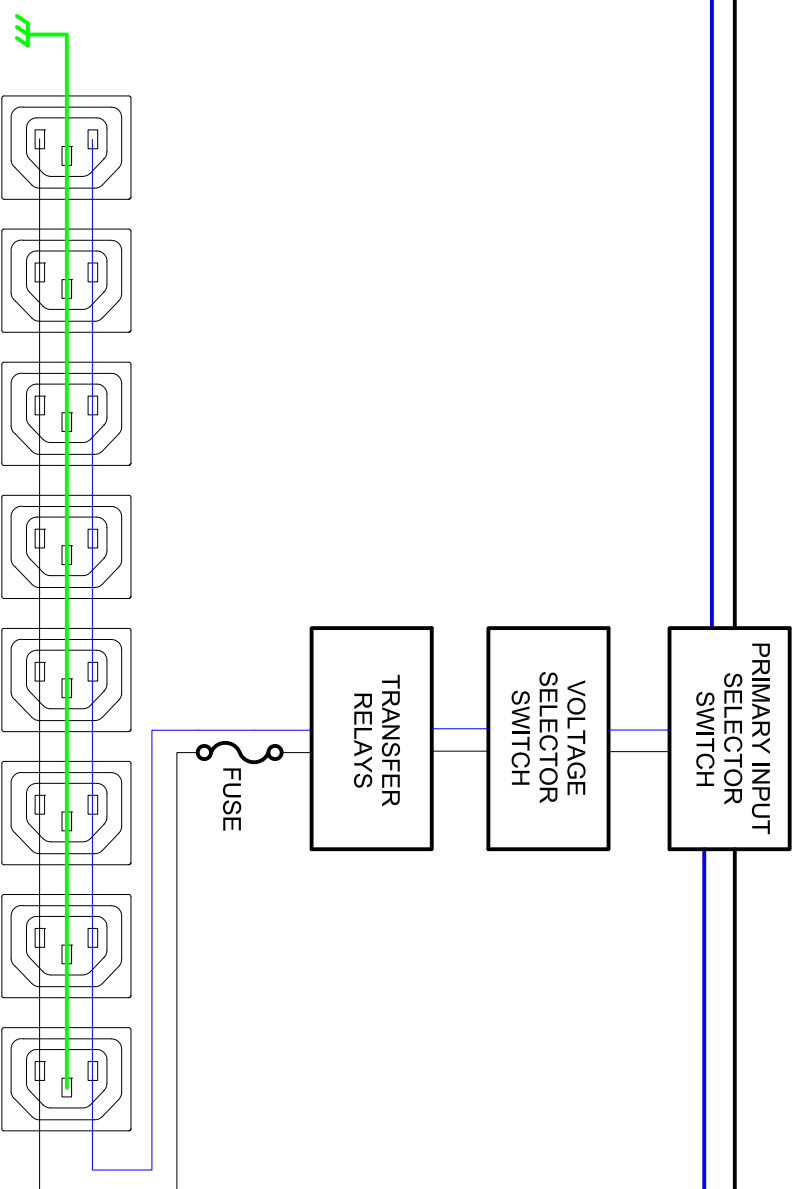 PRIMARY INPUT
SELECTOR
SWITCH
VOLTAGE
SELECTOR
SWITCH
TRANSFER
RELAYS
FUSE